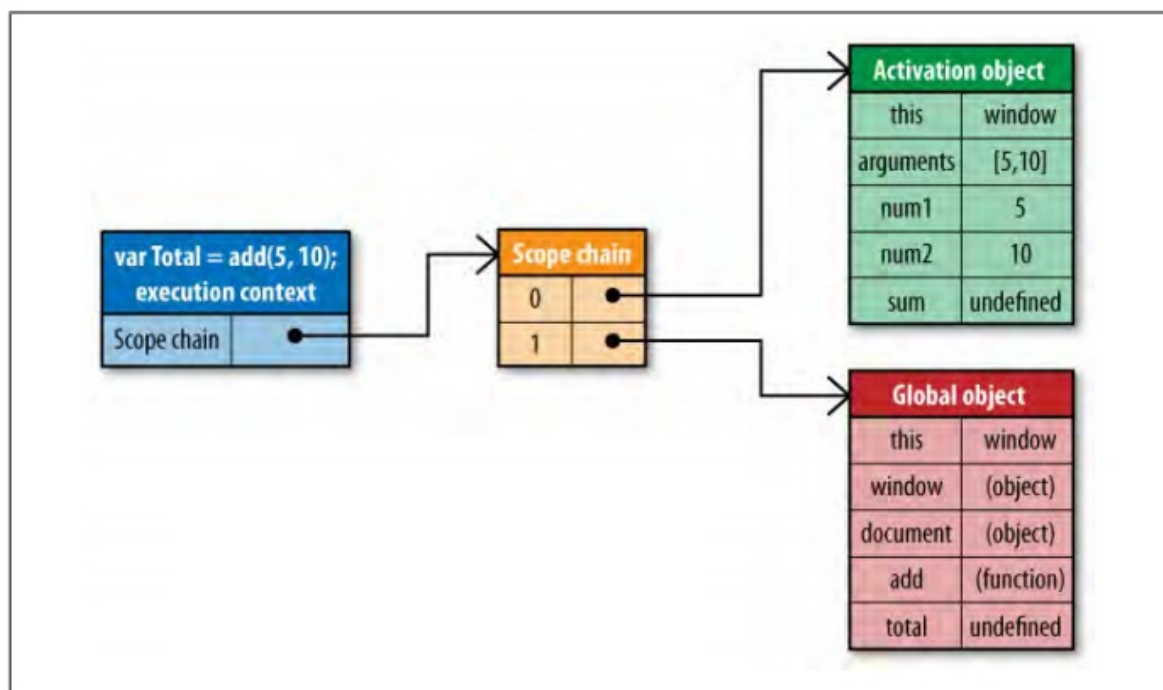 var Total = add(5, 10);
execution context
Scope chain
Scope chain
0
1
Activation object
this window
arguments [5,10]
num1 5
num2 10
sum undefined
Global object
this window
window (object)
document (object)
add (function)
total undefined